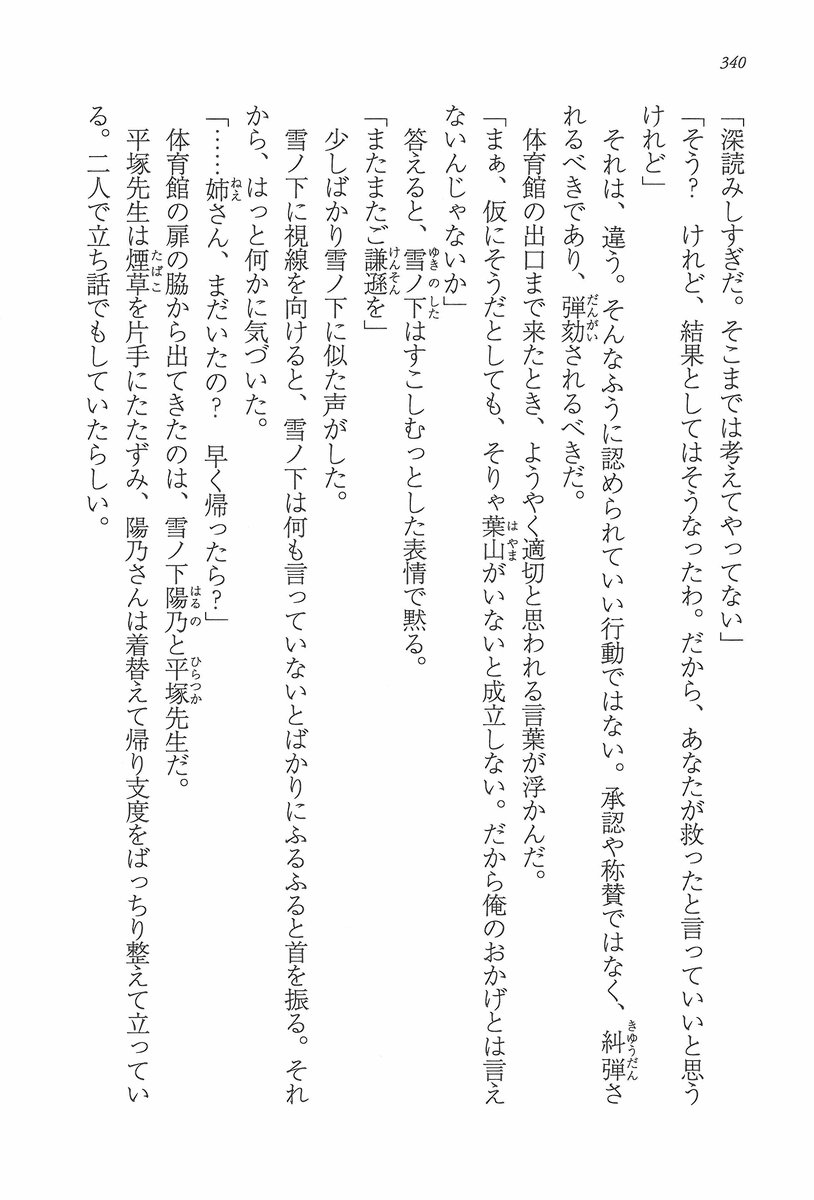 340
「深読みしすぎだ。そこまでは考えてやってない」
「そう？　けれど、結果としてはそうなったわ。だから、あなたが救ったと言っていいと思う
けれど」
　それは、違う。そんなふうに認められていい行動ではない。承認や称賛ではなく、糾弾さ
れるべきであり、弾劾されるべきだ。
　体育館の出口まで来たとき、ようやく適切と思われる言葉が浮かんだ。
「まぁ、仮にそうだとしても、そりゃ葉山がいないと成立しない。だから俺のおかげとは言え
ないんじゃないか」
　答えると、雪ノ下はすこしむっとした表情で黙る。
「またまたご謙遜を」
　少しばかり雪ノ下に似た声がした。
　雪ノ下に視線を向けると、雪ノ下は何も言っていないとばかりにふるふると首を振る。それ
から、はっと何かに気づいた。
「……姉さん、まだいたの？　早く帰ったら？」
　体育館の扉の脇から出てきたのは、雪ノ下陽乃と平塚先生だ。
　平塚先生は煙草を片手にたたずみ、陽乃さんは着替えて帰り支度をばっちり整えて立ってい
る。二人で立ち話でもしていたらしい。